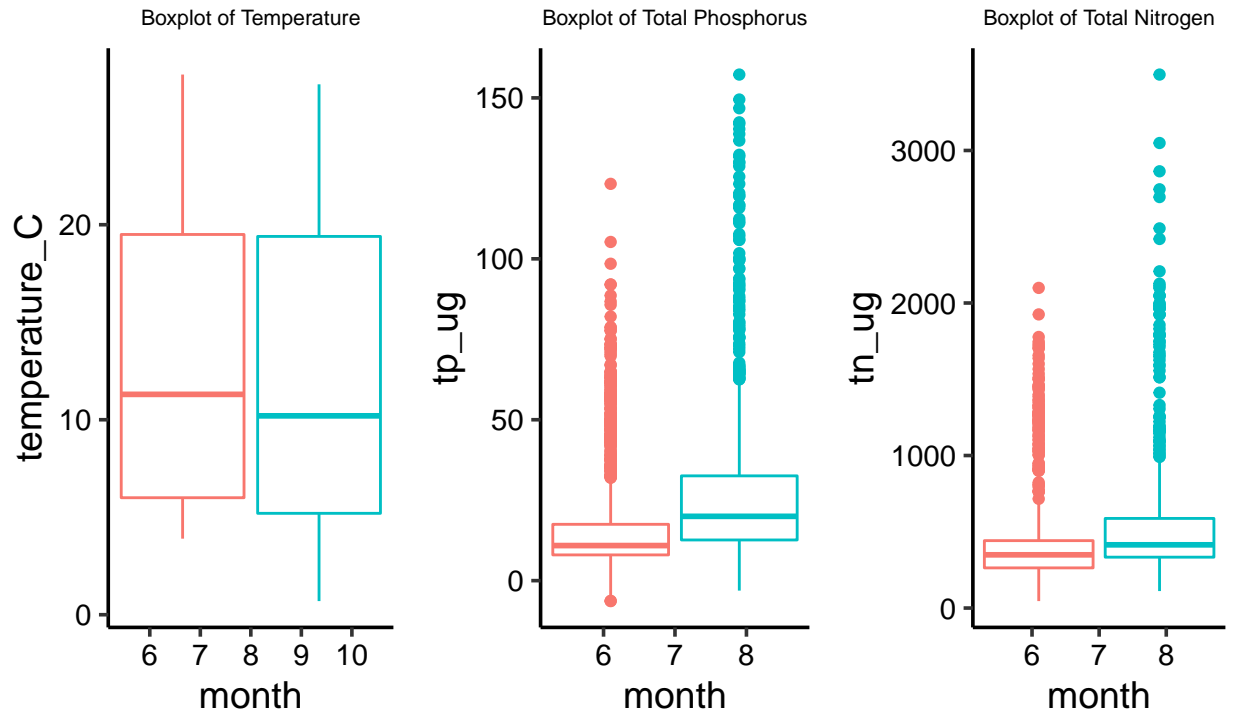 Boxplot of Temperature
temperature_C
20
10
0
6 7 8 9 10
month
Boxplot of Total Phosphorus
tp_ug
150
100
50
0
6 7 8
month
Boxplot of Total Nitrogen
tn_ug
3000
2000
1000
0
6 7 8
month